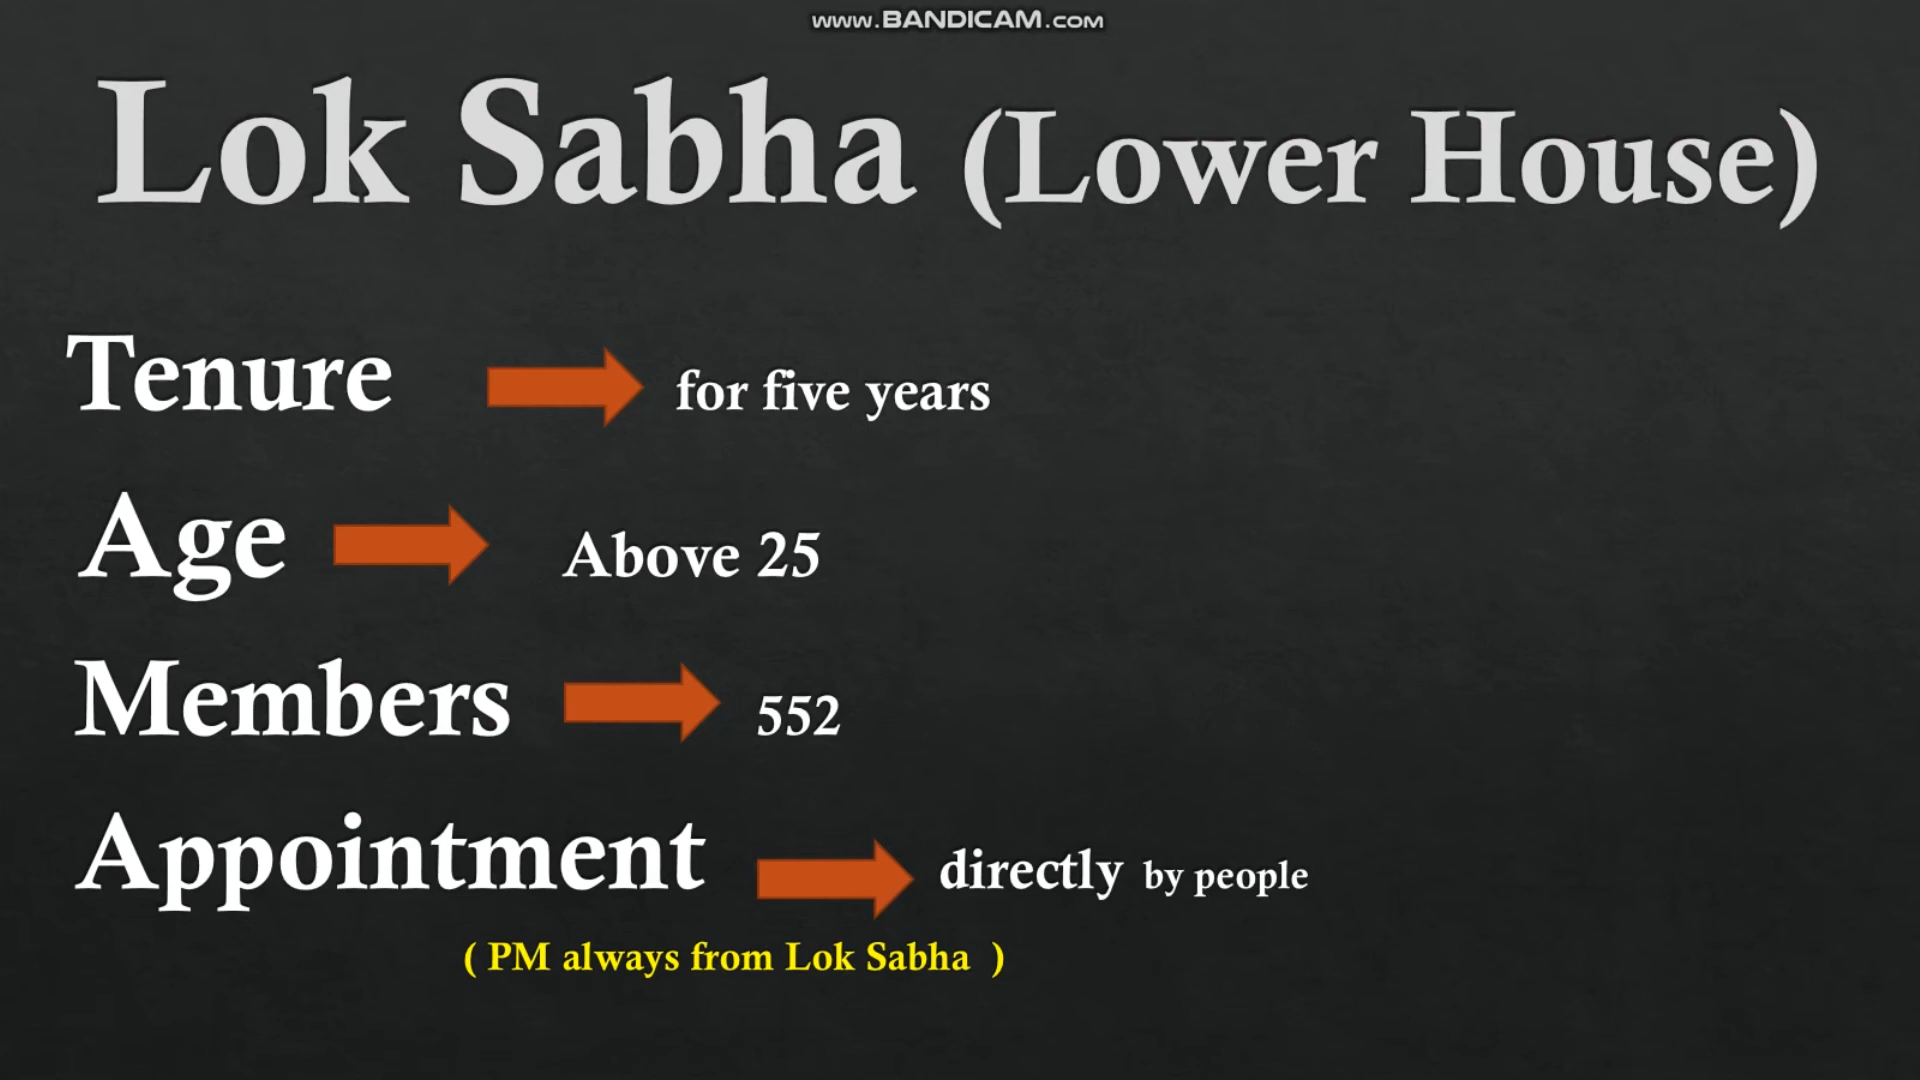 www.BANDICAM.com
Lok Sabha (Lower House)
Tenure for five years
Age Above 25
Members 552
Appointment directly by people
( PM always from Lok Sabha )